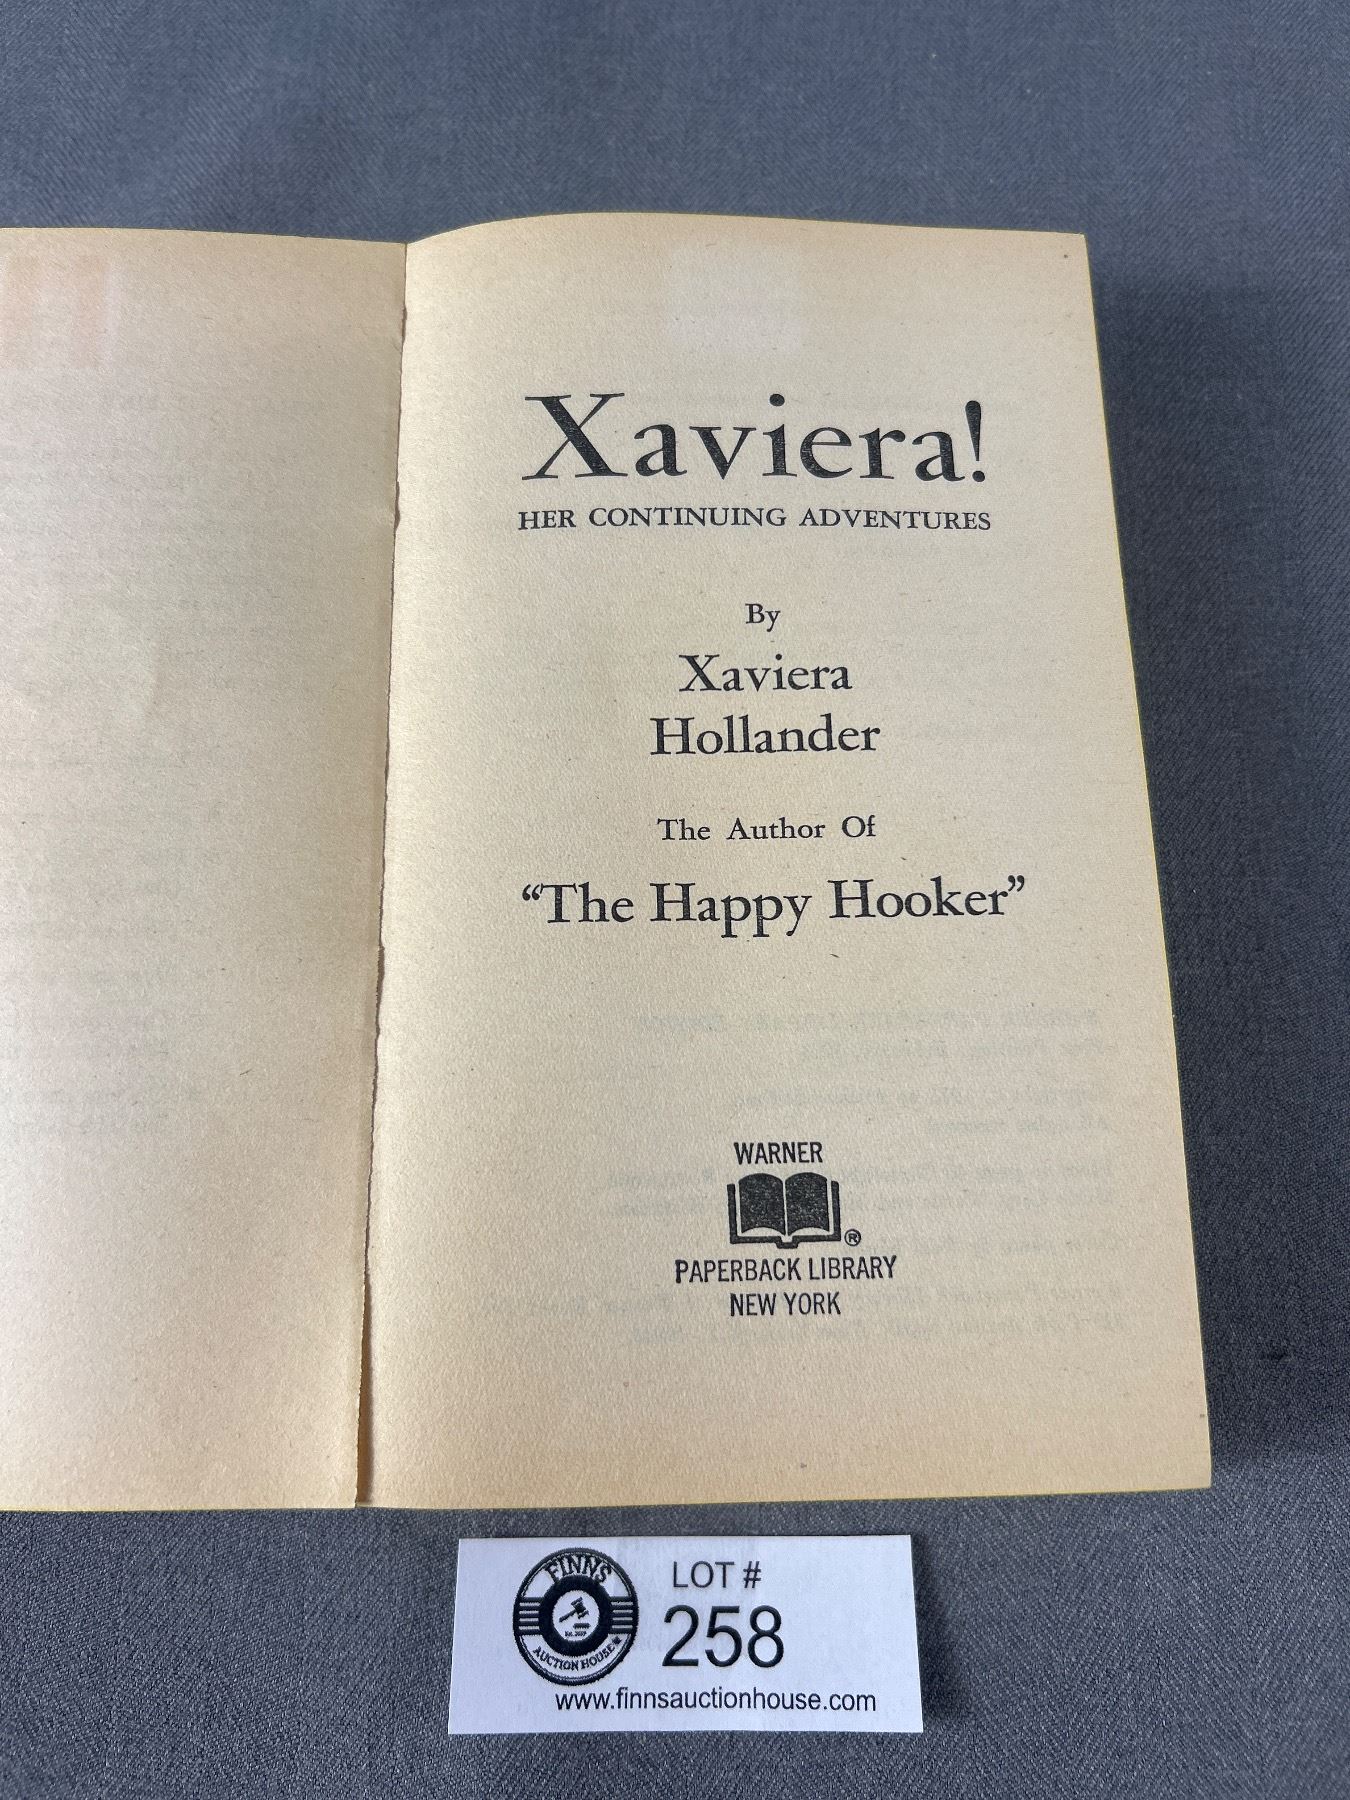 Xaviera!
HER CONTINUING ADVENTURES
By
Xaviera
Hollander
The Author Of
“The Happy Hooker”
WARNER
®
PAPERBACK LIBRARY
NEW YORK
FINNS
AUCTION HOUSE
LOT #
258
www.finnsauctionhouse.com